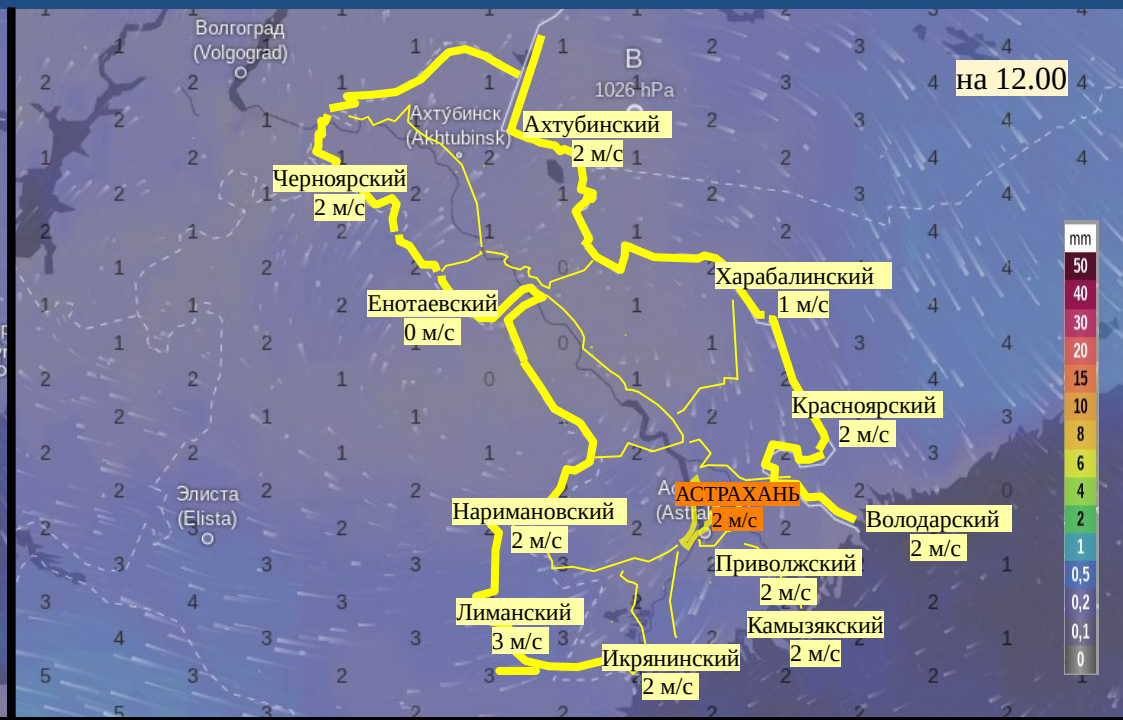 Волгоград
(Volgograd)
В
1026 hPa
на 12.00
Ахтубинск
(Akhtubinsk)
Ахтубинский
2 м/с
Черноярский
2 м/с
Харабалинский
1 м/с
Енотаевский
0 м/с
Красноярский
2 м/с
Элиста
(Elista)
АСТРАХАНЬ
2 м/с
Наримановский
2 м/с
Володарский
2 м/с
Приволжский
2 м/с
Лиманский
3 м/с
Камызякский
2 м/с
Икрянинский
2 м/с
mm
50
40
30
20
15
10
8
6
4
2
1
0,5
0,2
0,1
0